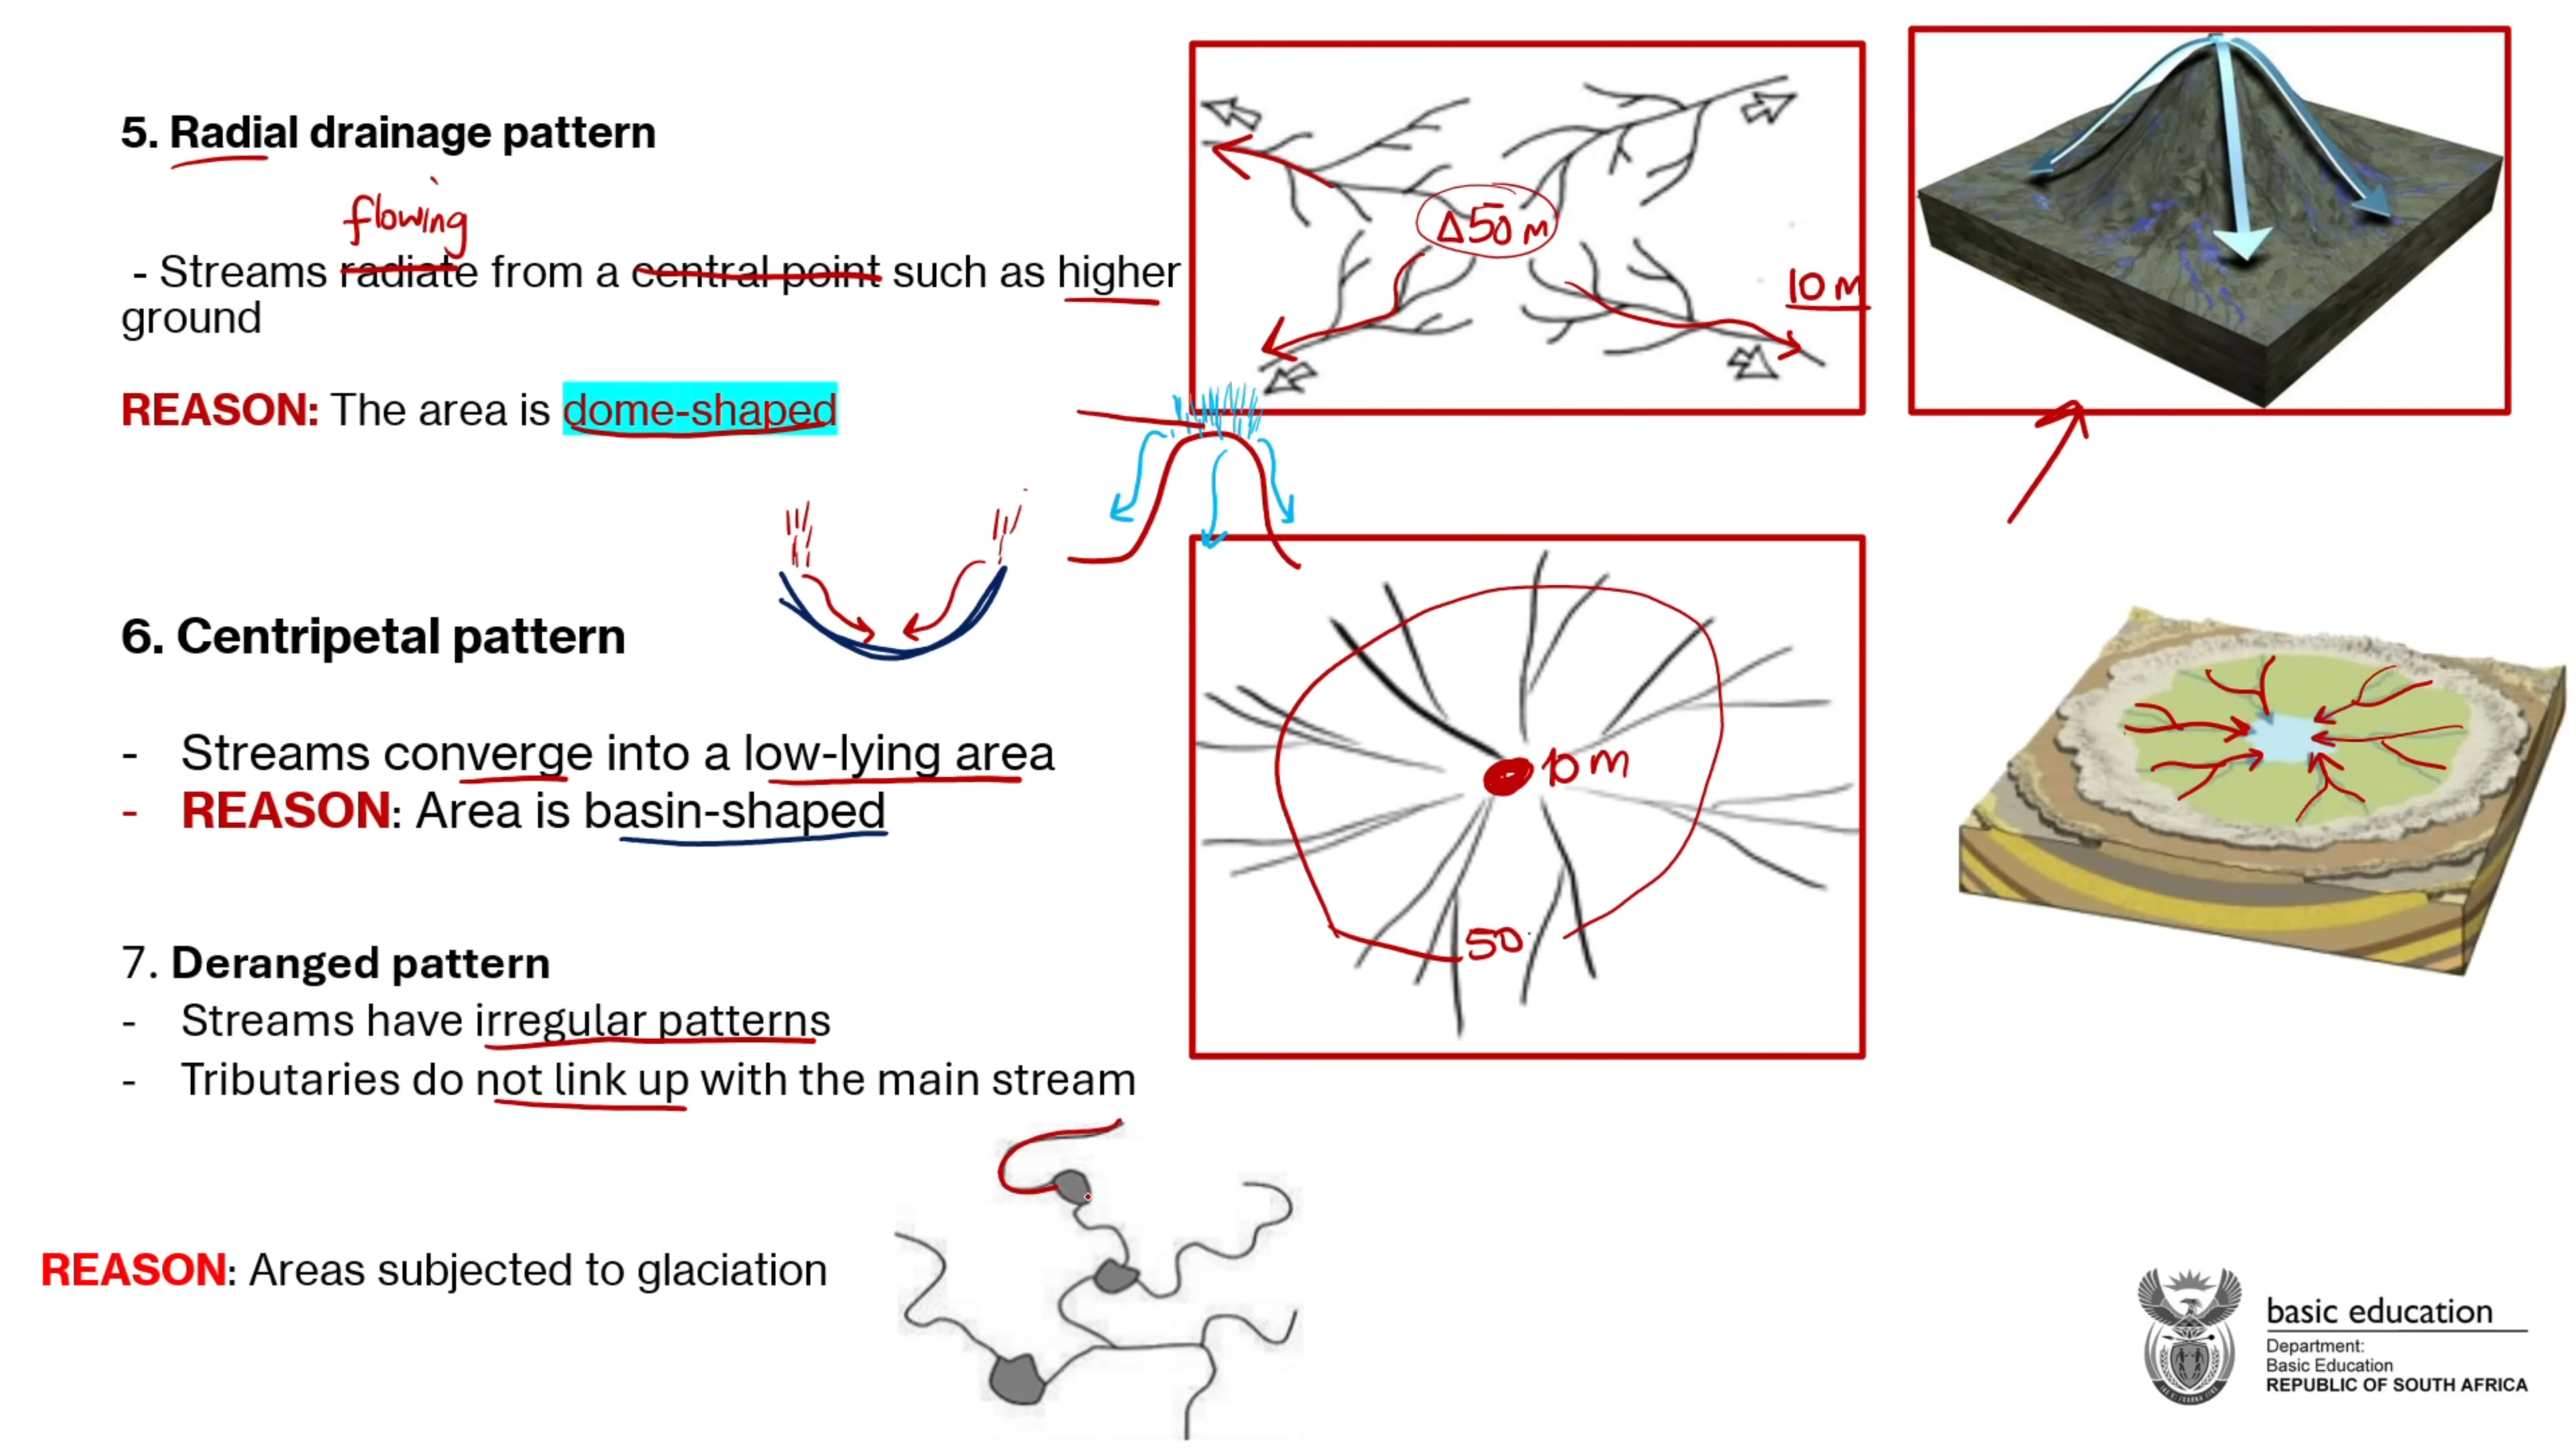 5. Radial drainage pattern
flowing
- Streams radiate from a central point such as higher
ground
REASON: The area is dome-shaped
Δ50 m
10 m
6. Centripetal pattern
- Streams converge into a low-lying area
- REASON: Area is basin-shaped
10 m
50
7. Deranged pattern
- Streams have irregular patterns
- Tributaries do not link up with the main stream
REASON: Areas subjected to glaciation
basic education
Department:
Basic Education
REPUBLIC OF SOUTH AFRICA